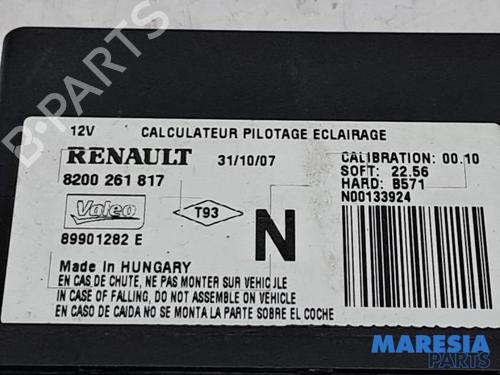 12V CALCULATEUR PILOTAGE ECLAIRAGE
RENAULT 31/10/07 CALIBRATION: 00.10
8200 261 817 SOFT: 22.56
HARD: B571
N00133924
Valeo T93 N
89901282 E
Made In HUNGARY
EN CAS DE CHUTE, NE PAS MONTER SUR VEHICULE
IN CASE OF FALLING, DO NOT ASSEMBLE ON VEHICLE
EN CASO DE CAIDA NO SE MONTA LA PARTE SOBRE EL COCHE
B-PARTS
MARESIA
PARTS